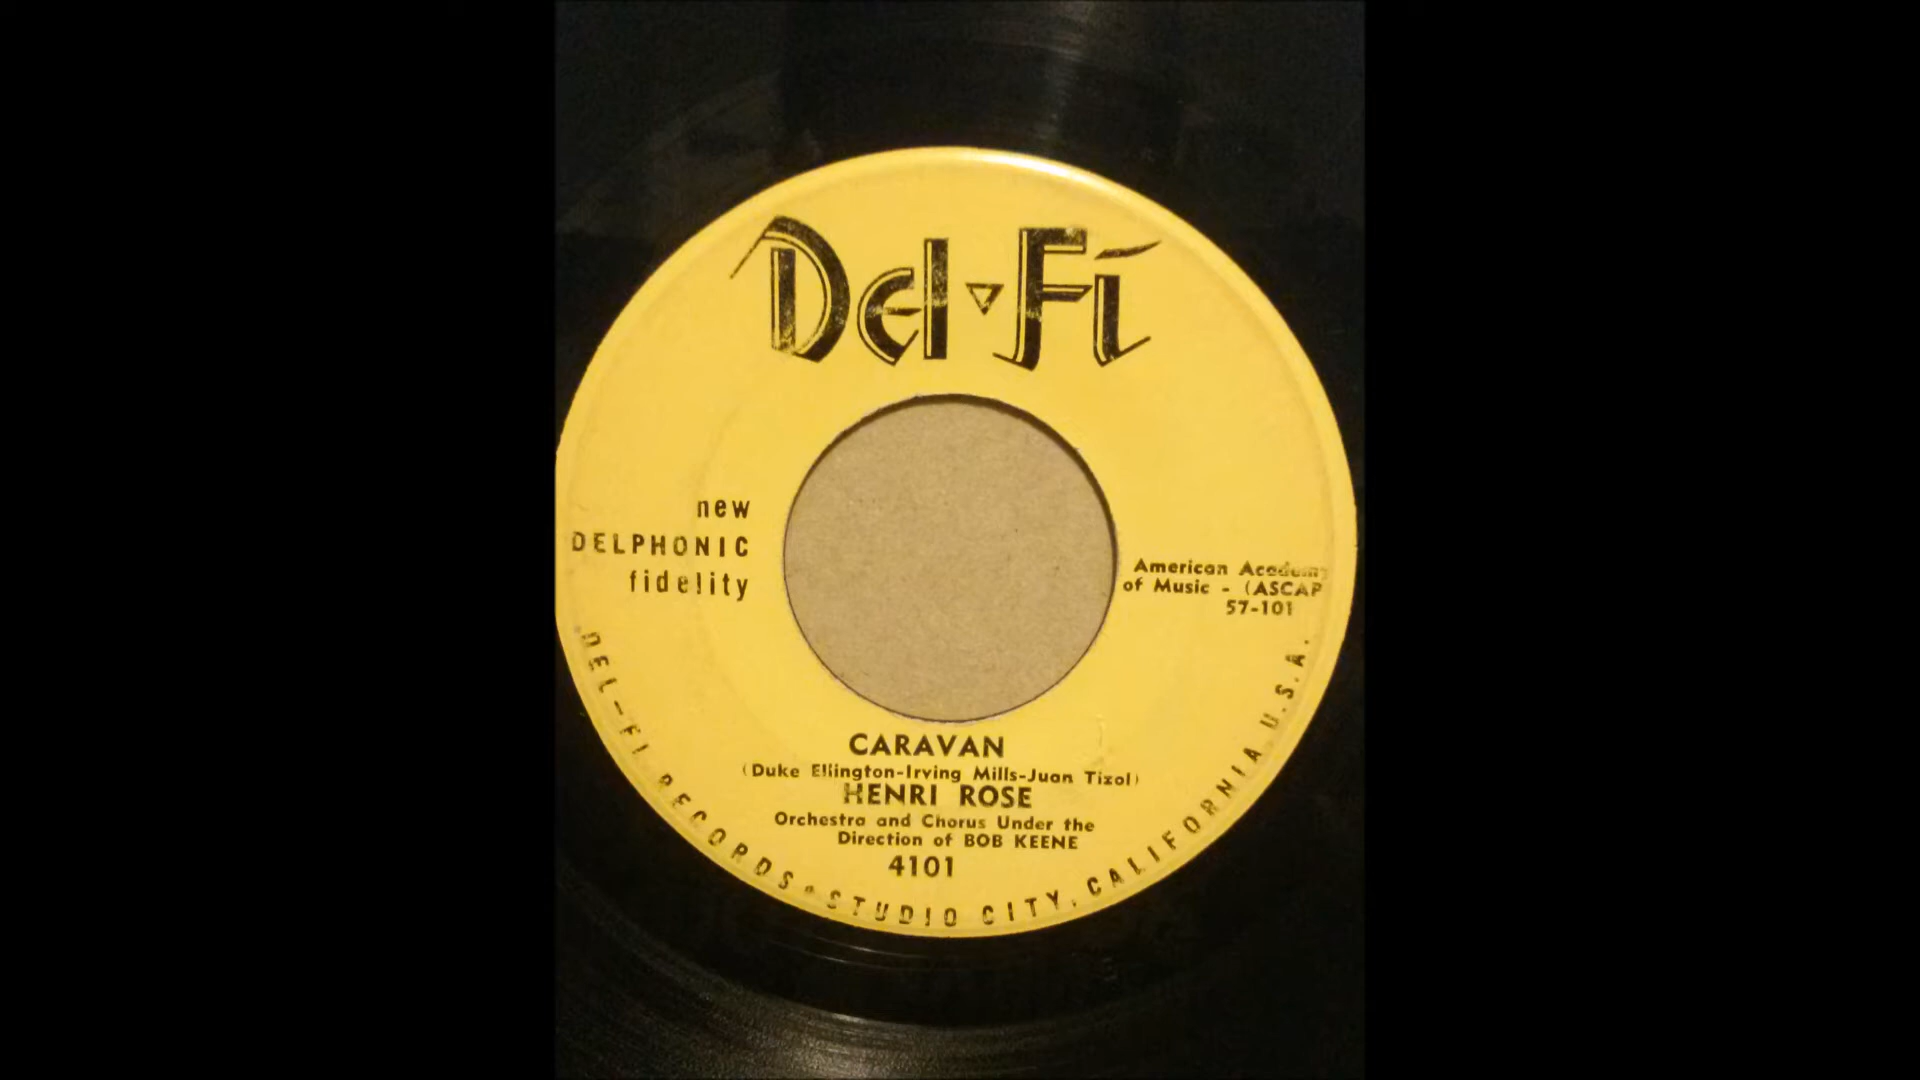 Del-Fi
new
DELPHONIC
fidelity
American Academy
of Music - (ASCAP
57-101
CARAVAN
(Duke Ellington-Irving Mills-Juan Tizol)
HENRI ROSE
Orchestra and Chorus Under the
Direction of BOB KEENE
4101
DEL-FI RECORDS • STUDIO CITY, CALIFORNIA U.S.A.